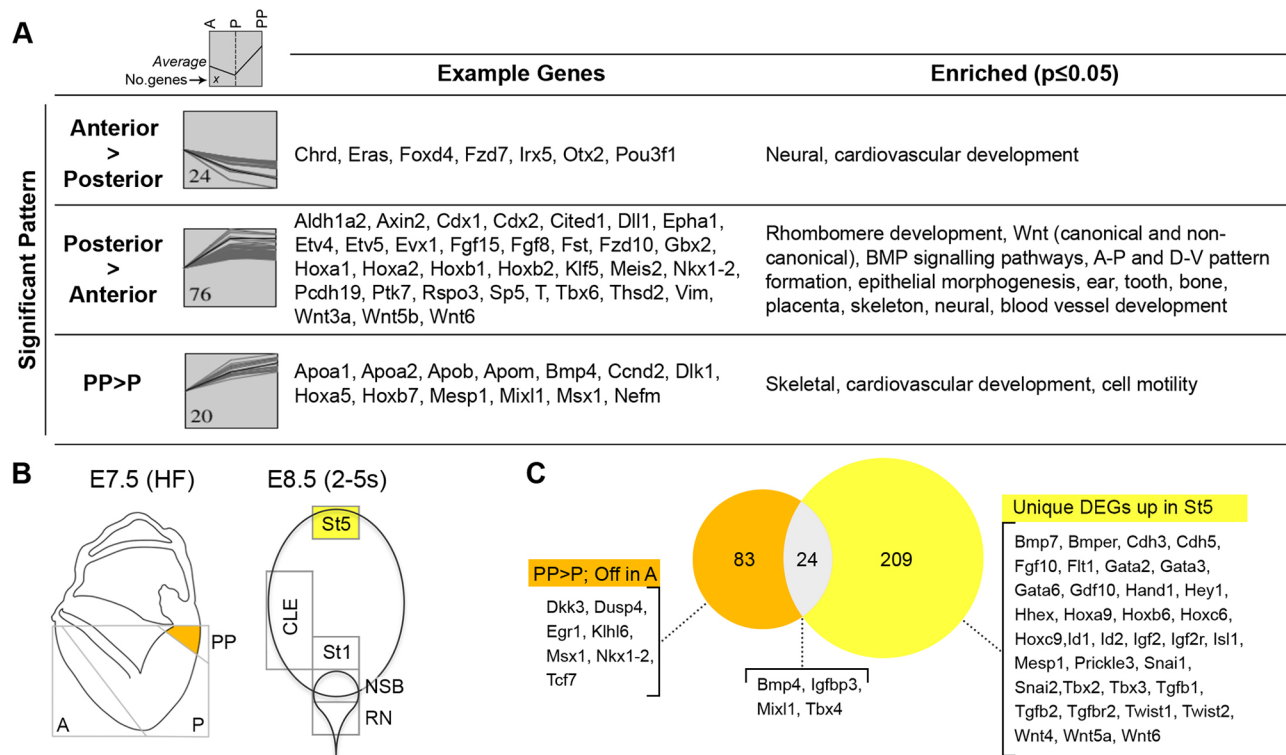 A
A P PP
Average
No.genes
x
Example Genes
Enriched (p≤0.05)
Significant Pattern
Anterior
>
Posterior
24
Chrd, Eras, Foxd4, Fzd7, Irx5, Otx2, Pou3f1
Neural, cardiovascular development
Posterior
>
Anterior
76
Aldh1a2, Axin2, Cdx1, Cdx2, Cited1, Dll1, Epha1,
Etv4, Etv5, Evx1, Fgf15, Fgf8, Fst, Fzd10, Gbx2,
Hoxa1, Hoxa2, Hoxb1, Hoxb2, Klf5, Meis2, Nkx1-2,
Pcdh19, Ptk7, Rspo3, Sp5, T, Tbx6, Thsd2, Vim,
Wnt3a, Wnt5b, Wnt6
Rhombomere development, Wnt (canonical and non-
canonical), BMP signalling pathways, A-P and D-V pattern
formation, epithelial morphogenesis, ear, tooth, bone,
placenta, skeleton, neural, blood vessel development
PP>P
20
Apoa1, Apoa2, Apob, Apom, Bmp4, Ccnd2, Dlk1,
Hoxa5, Hoxb7, Mesp1, Mixl1, Msx1, Nefm
Skeletal, cardiovascular development, cell motility
B
E7.5 (HF)
PP
A
P
E8.5 (2-5s)
St5
CLE
St1
NSB
RN
C
83
24
209
PP>P; Off in A
Dkk3, Dusp4,
Egr1, Klhl6,
Msx1, Nkx1-2,
Tcf7
Bmp4, Igfbp3,
Mixl1, Tbx4
Unique DEGs up in St5
Bmp7, Bmper, Cdh3, Cdh5,
Fgf10, Flt1, Gata2, Gata3,
Gata6, Gdf10, Hand1, Hey1,
Hhex, Hoxa9, Hoxb6, Hoxc6,
Hoxc9,Id1, Id2, Igf2, Igf2r, Isl1,
Mesp1, Prickle3, Snai1,
Snai2,Tbx2, Tbx3, Tgfb1,
Tgfb2, Tgfbr2, Twist1, Twist2,
Wnt4, Wnt5a, Wnt6